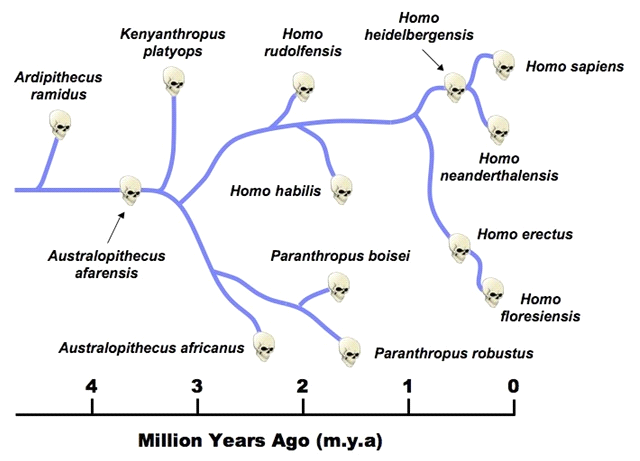 Homo
heidelbergensis
Kenyanthropus
platyops
Homo
rudolfensis
Homo sapiens
Ardipithecus
ramidus
Homo
neanderthalensis
Homo habilis
Homo erectus
Australopithecus
afarensis
Paranthropus boisei
Homo
floresiensis
Australopithecus africanus
Paranthropus robustus
4 3 2 1 0
Million Years Ago (m.y.a)